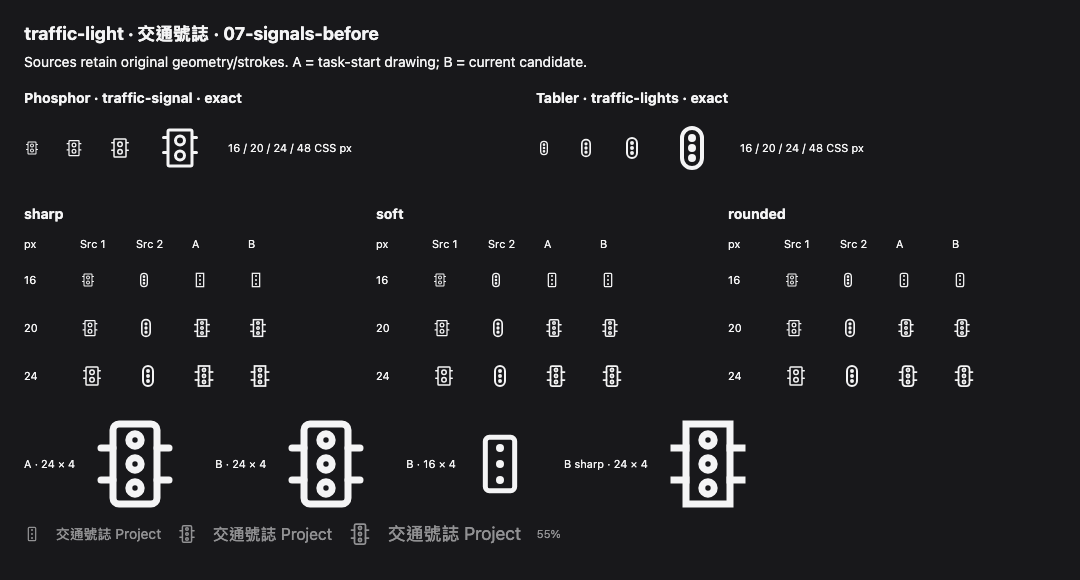 traffic-light · 交通號誌 · 07-signals-before
Sources retain original geometry/strokes. A = task-start drawing; B = current candidate.
Phosphor · traffic-signal · exact
Tabler · traffic-lights · exact
16 / 20 / 24 / 48 CSS px
16 / 20 / 24 / 48 CSS px
sharp
soft
rounded
px Src 1 Src 2 A B
px Src 1 Src 2 A B
px Src 1 Src 2 A B
16
16
16
20
20
20
24
24
24
A · 24 × 4
B · 24 × 4
B · 16 × 4
B sharp · 24 × 4
交通號誌 Project
交通號誌 Project
交通號誌 Project
55%